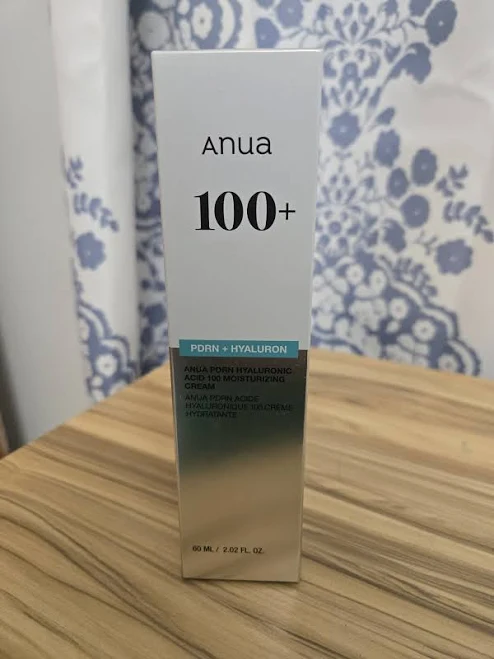 Anua
100+
PDRN + HYALURON
ANUA PDRN HYALURONIC
ACID 100 MOISTURIZING
CREAM
ANUA PDRN ACIDE
HYALURONIQUE 100 CRÈME
HYDRATANTE
60 ML / 2.02 FL. OZ.